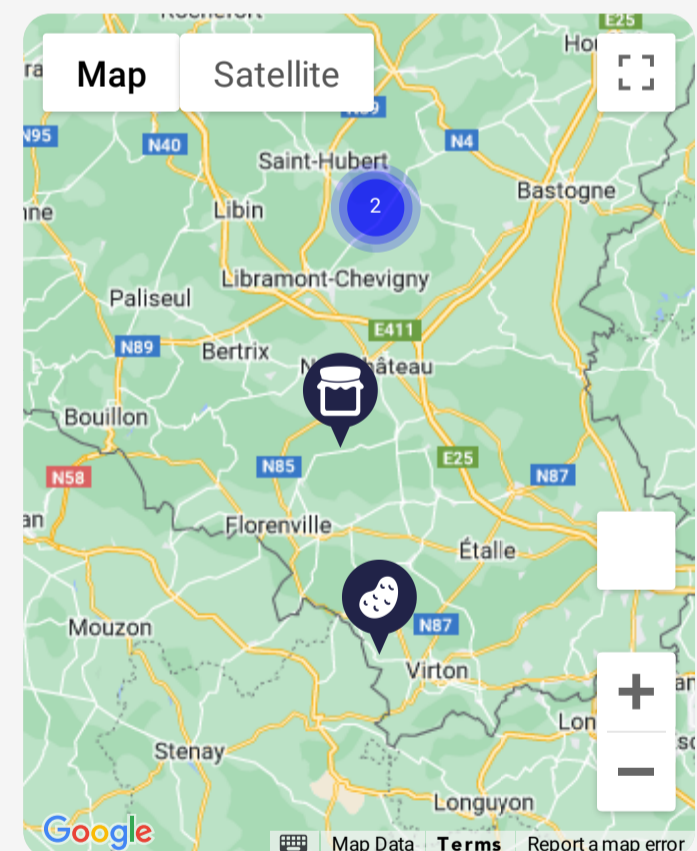 E25
Map
Satellite
N95
N40
N4
Saint-Hubert
Bastogne
2
Libin
Libramont-Chevigny
Paliseul
E411
N89
Bertrix
Bouillon
N85
E25
N58
N87
Florenville
Étalle
N87
Mouzon
Virton
Stenay
Longuyon
Google
Map Data
Terms
Report a map error